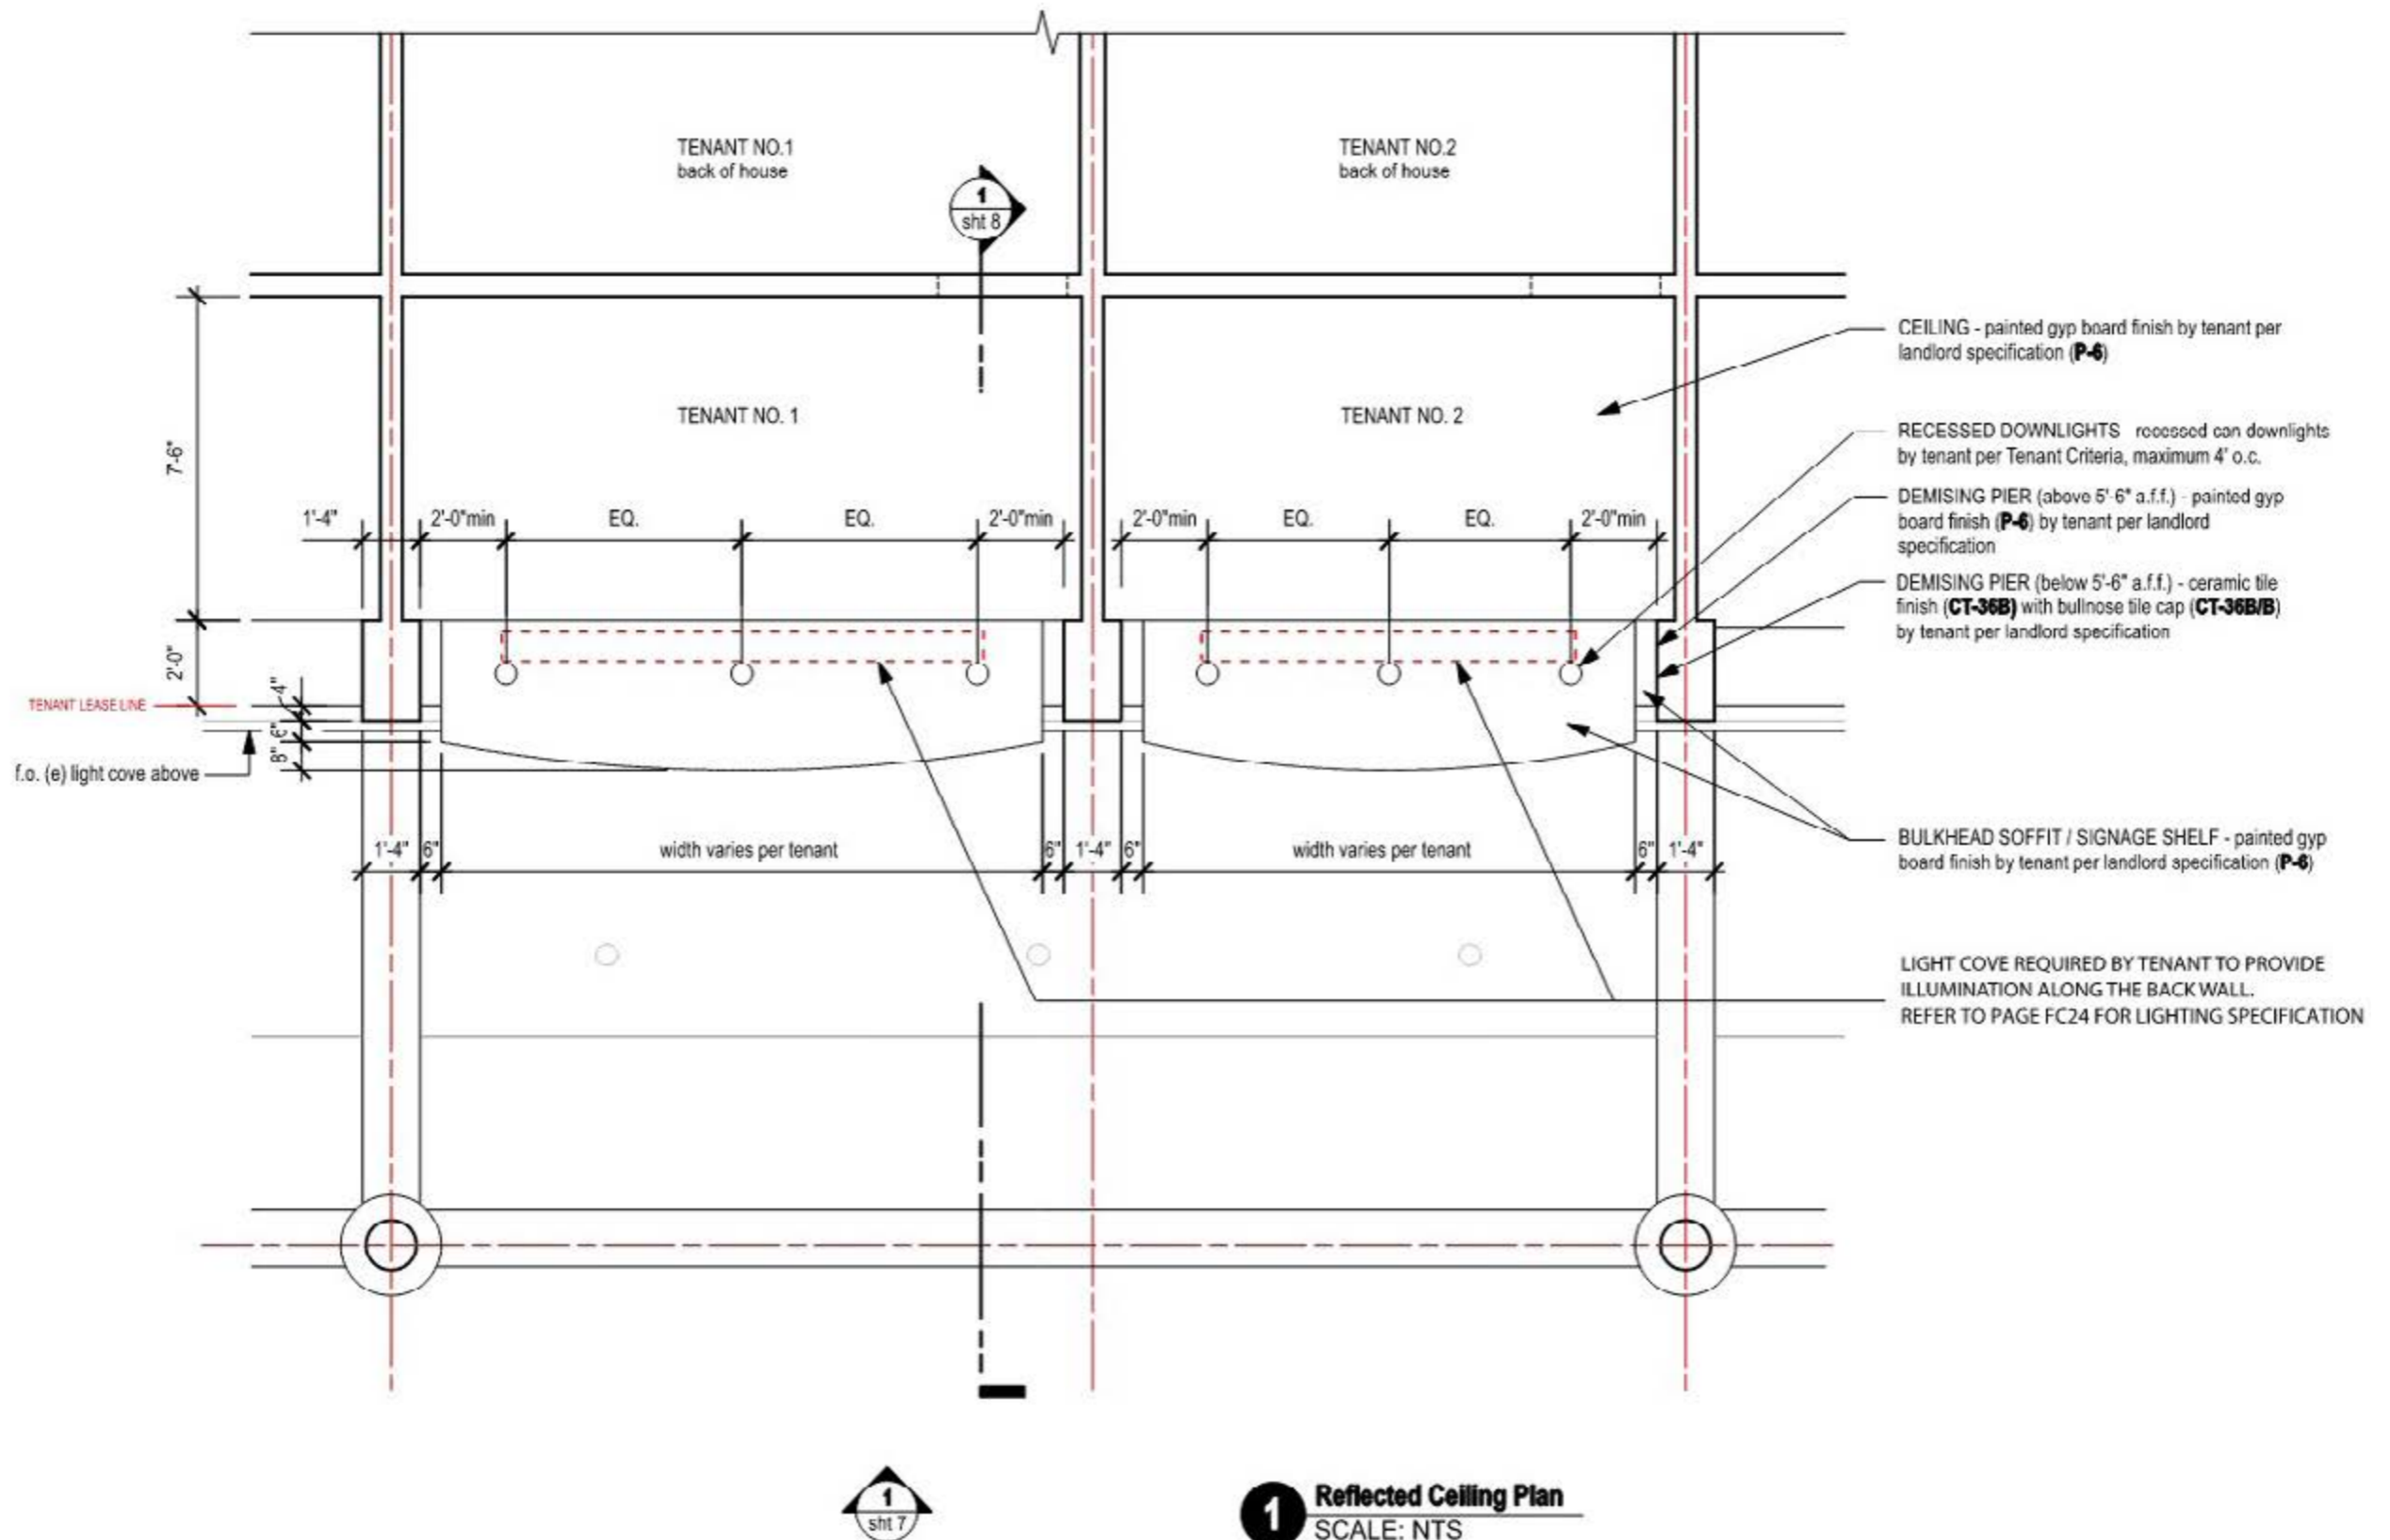 TENANT NO.1
back of house
TENANT NO.2
back of house
1
sht 8
CEILING - painted gyp board finish by tenant per
landlord specification (P-6)
TENANT NO. 1
TENANT NO. 2
RECESSED DOWNLIGHTS recessed can downlights
by tenant per Tenant Criteria, maximum 4' o.c.
7'-6"
DEMISING PIER (above 5'-6" a.f.f.) - painted gyp
board finish (P-6) by tenant per landlord
specification
1'-4"
2'-0"min
EQ.
EQ.
2'-0"min
2'-0"min
EQ.
EQ.
2'-0"min
DEMISING PIER (below 5'-6" a.f.f.) - ceramic tile
finish (CT-36B) with bullnose tile cap (CT-36B/B)
by tenant per landlord specification
2'-0"
4"
TENANT LEASE LINE
6"
8"
f.o. (e) light cove above
1'-4"
6"
width varies per tenant
6"
1'-4"
6"
width varies per tenant
6"
1'-4"
BULKHEAD SOFFIT / SIGNAGE SHELF - painted gyp
board finish by tenant per landlord specification (P-6)
LIGHT COVE REQUIRED BY TENANT TO PROVIDE
ILLUMINATION ALONG THE BACK WALL.
REFER TO PAGE FC24 FOR LIGHTING SPECIFICATION
1
sht 7
1
Reflected Ceiling Plan
SCALE: NTS